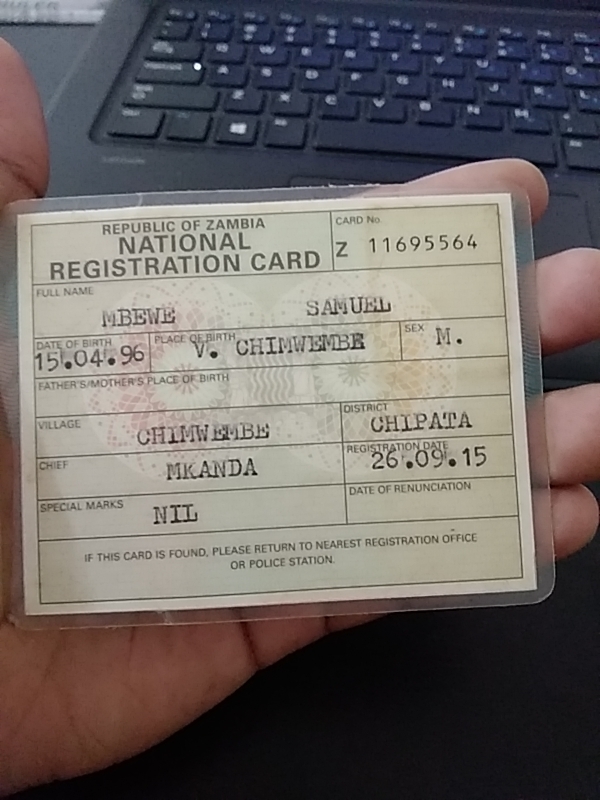 REPUBLIC OF ZAMBIA
NATIONAL
REGISTRATION CARD
CARD No.
Z 11695564
FULL NAME
MBEWE SAMUEL
DATE OF BIRTH
15.04.96
PLACE OF BIRTH
V. CHIMWEMBE
SEX
M.
FATHER'S/MOTHER'S PLACE OF BIRTH
VILLAGE
CHIMWEMBE
DISTRICT
CHIPATA
CHIEF
MKANDA
REGISTRATION DATE
26.09.15
SPECIAL MARKS
NIL
DATE OF RENUNCIATION
IF THIS CARD IS FOUND, PLEASE RETURN TO NEAREST REGISTRATION OFFICE
OR POLICE STATION.